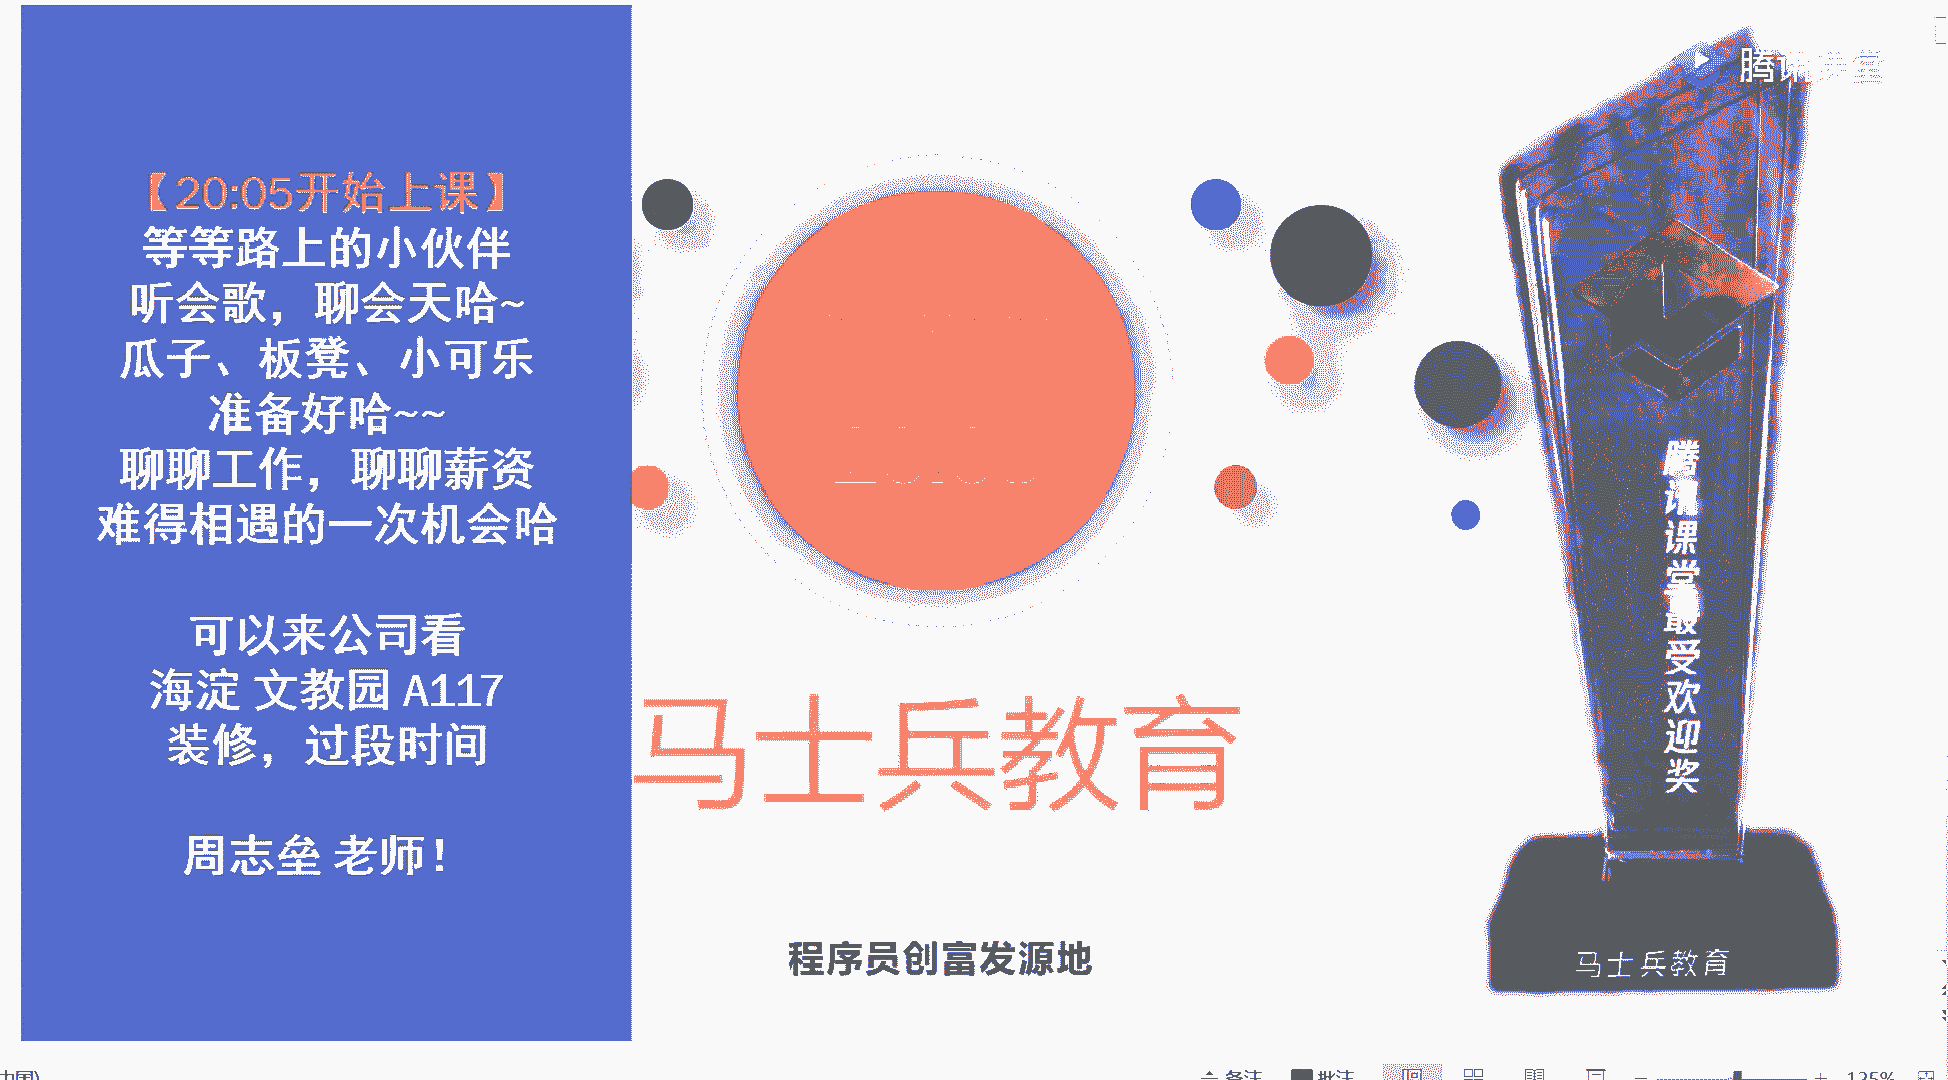 【20:05开始上课】
等等路上的小伙伴
听会歌，聊会天哈~
瓜子、板凳、小可乐
准备好哈~~
聊聊工作，聊聊薪资
难得相遇的一次机会哈
可以来公司看
海淀 文教园 A117
装修，过段时间
周志垒 老师！
马士兵教育
程序员创富发源地
腾讯课堂
腾讯课堂最受欢迎奖
马士兵教育
中国)
备注
批注
125%